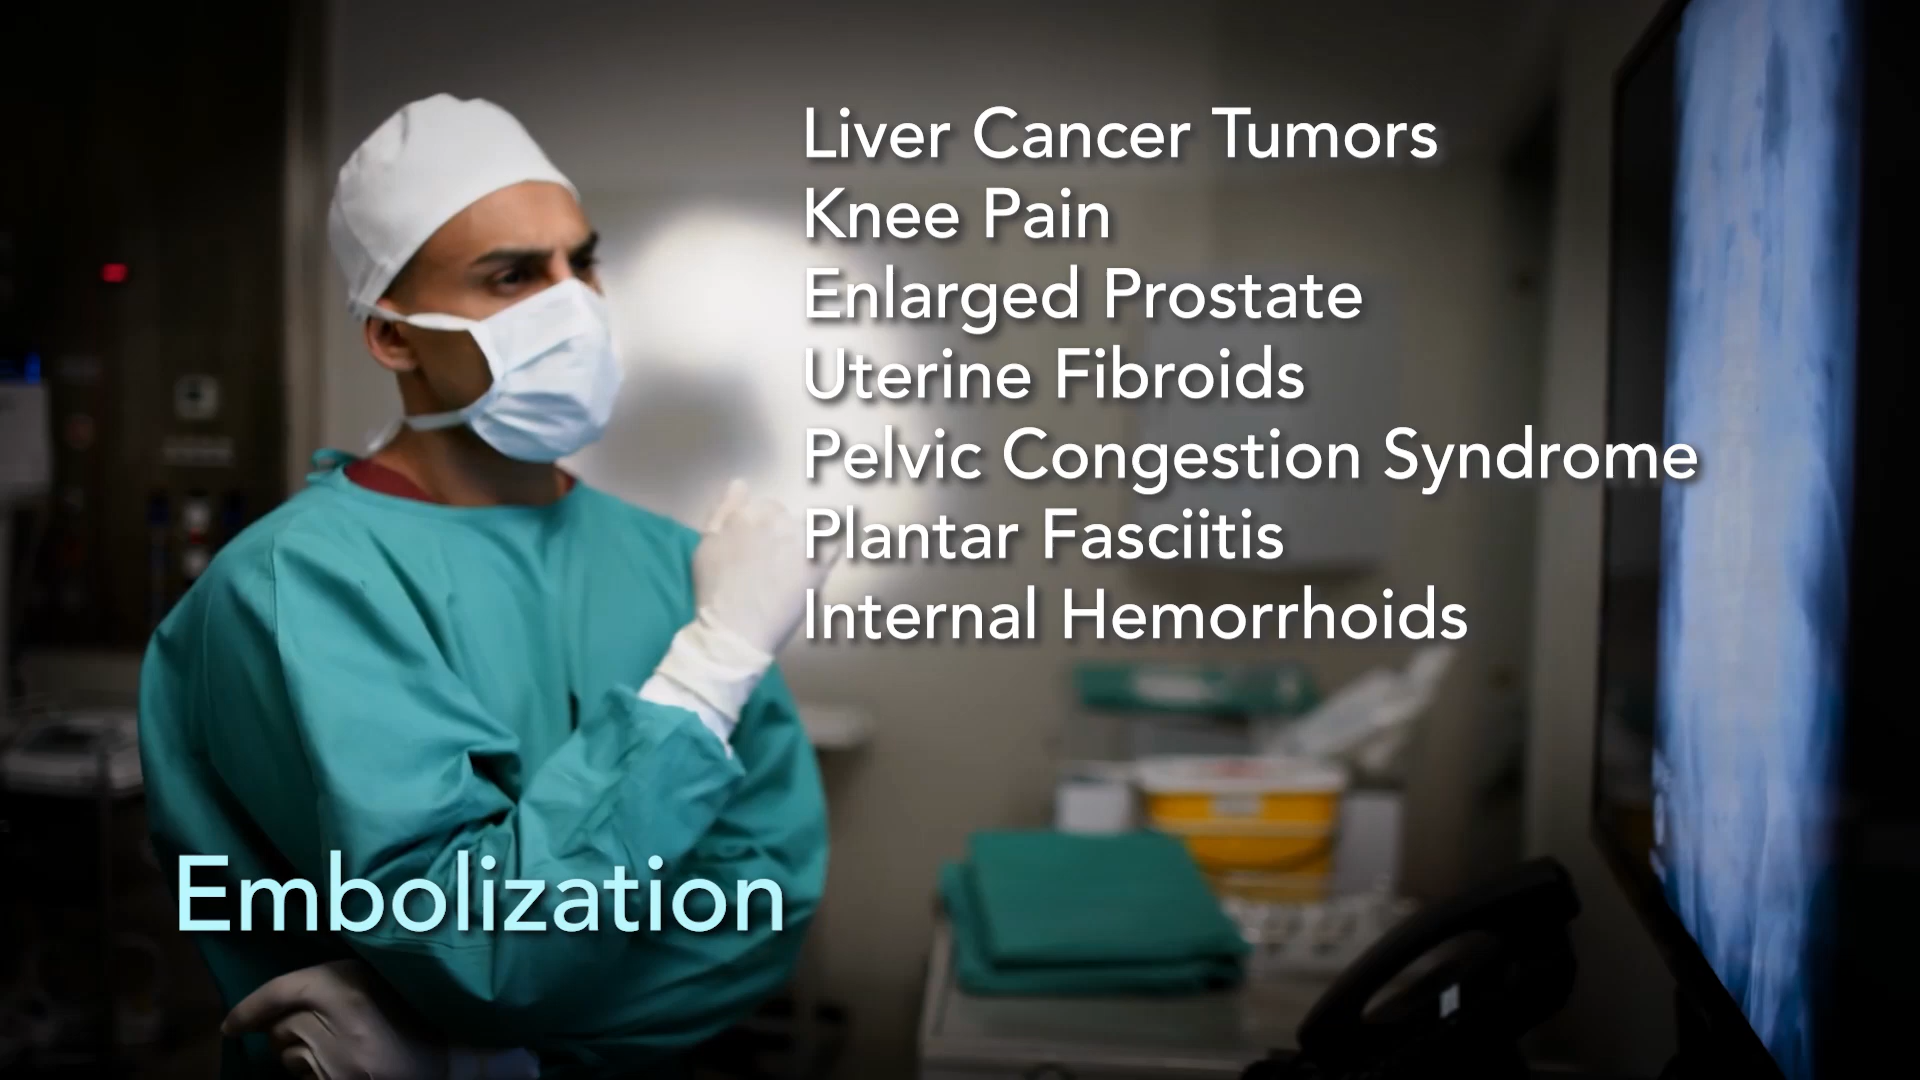 Liver Cancer Tumors
Knee Pain
Enlarged Prostate
Uterine Fibroids
Pelvic Congestion Syndrome
Plantar Fasciitis
Internal Hemorrhoids
Embolization